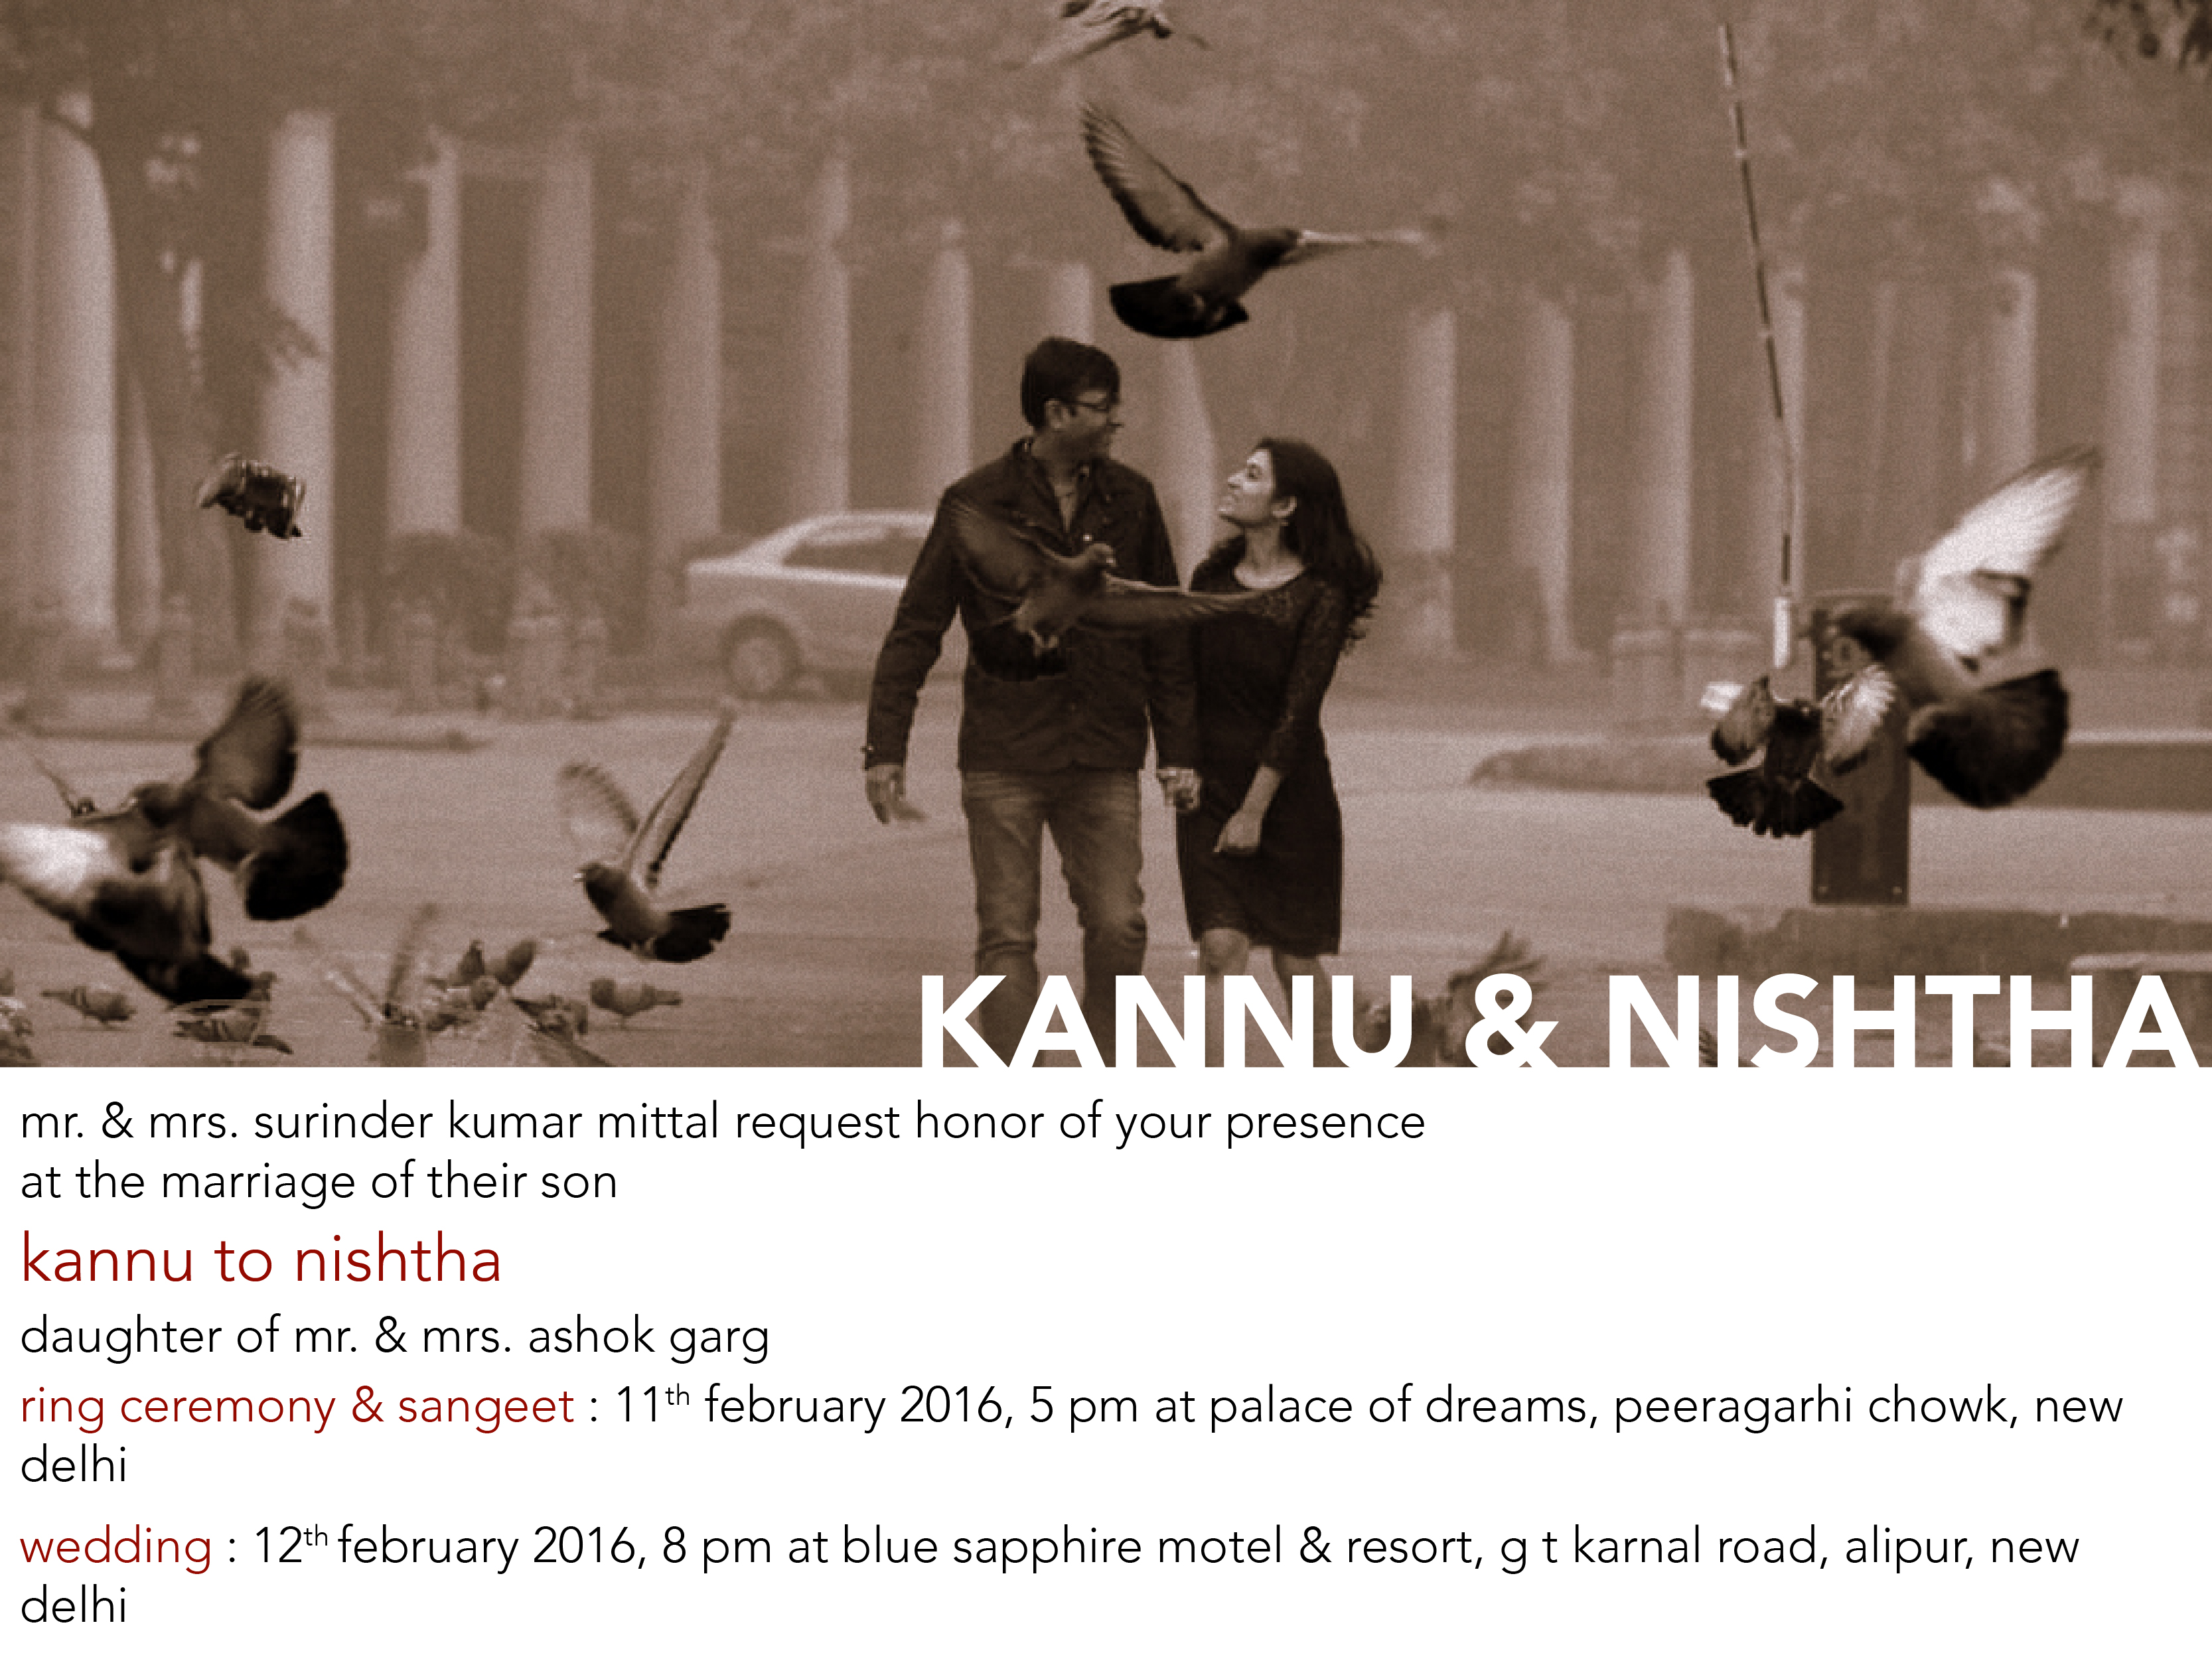 KANNU & NISHTHA
mr. & mrs. surinder kumar mittal request honor of your presence
at the marriage of their son
kannu to nishtha
daughter of mr. & mrs. ashok garg
ring ceremony & sangeet : 11th february 2016, 5 pm at palace of dreams, peeragarhi chowk, new
delhi
wedding : 12th february 2016, 8 pm at blue sapphire motel & resort, g t karnal road, alipur, new
delhi